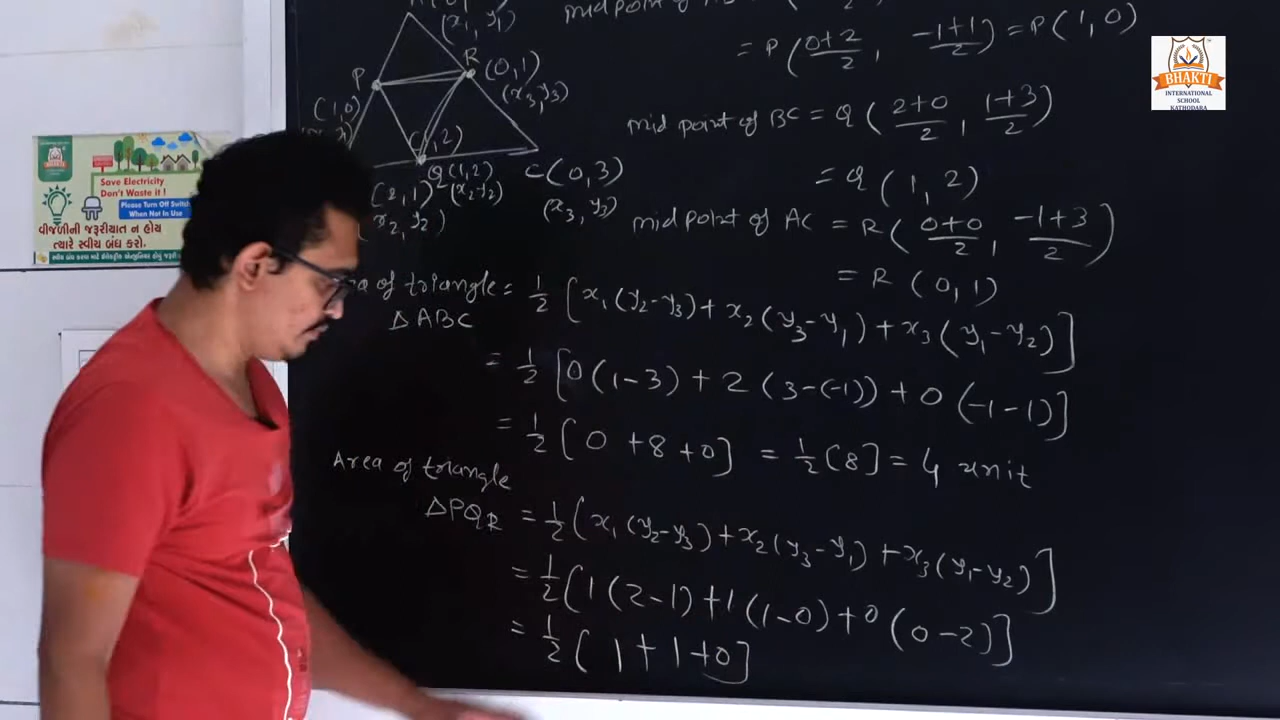 (x₁, y₁)
= P(0+2/2, -1+1/2) = P(1, 0)
P
R (0, 1)
(x₃, y₃)
(1, 0)
mid point of BC = Q(2+0/2, 1+3/2)
Q(1, 2)
(x₂, y₂)
C(0, 3)
(x₃, y₃)
= Q(1, 2)
(2, 1)
x₂, y₂)
mid point of AC = R(0+0/2, -1+3/2)
= R(0, 1)
of triangle = 1/2[x₁(y₂-y₃)+x₂(y₃-y₁)+x₃(y₁-y₂)]
ΔABC
= 1/2[0(1-3)+2(3-(-1))+0(-1-1)]
= 1/2[0+8+0] = 1/2[8] = 4 unit
Area of triangle
ΔPQR = 1/2[x₁(y₂-y₃)+x₂(y₃-y₁)+x₃(y₁-y₂)]
= 1/2[1(2-1)+1(1-0)+0(0-2)]
= 1/2[1+1+0]
Save Electricity
Don't Waste it !
Please Turn Off Switch
When Not In Use
વીજળીની જરૂરીયાત ન હોય
ત્યારે સ્વીચ બંધ કરો.
BHAKTI
INTERNATIONAL
SCHOOL
KATHODARA